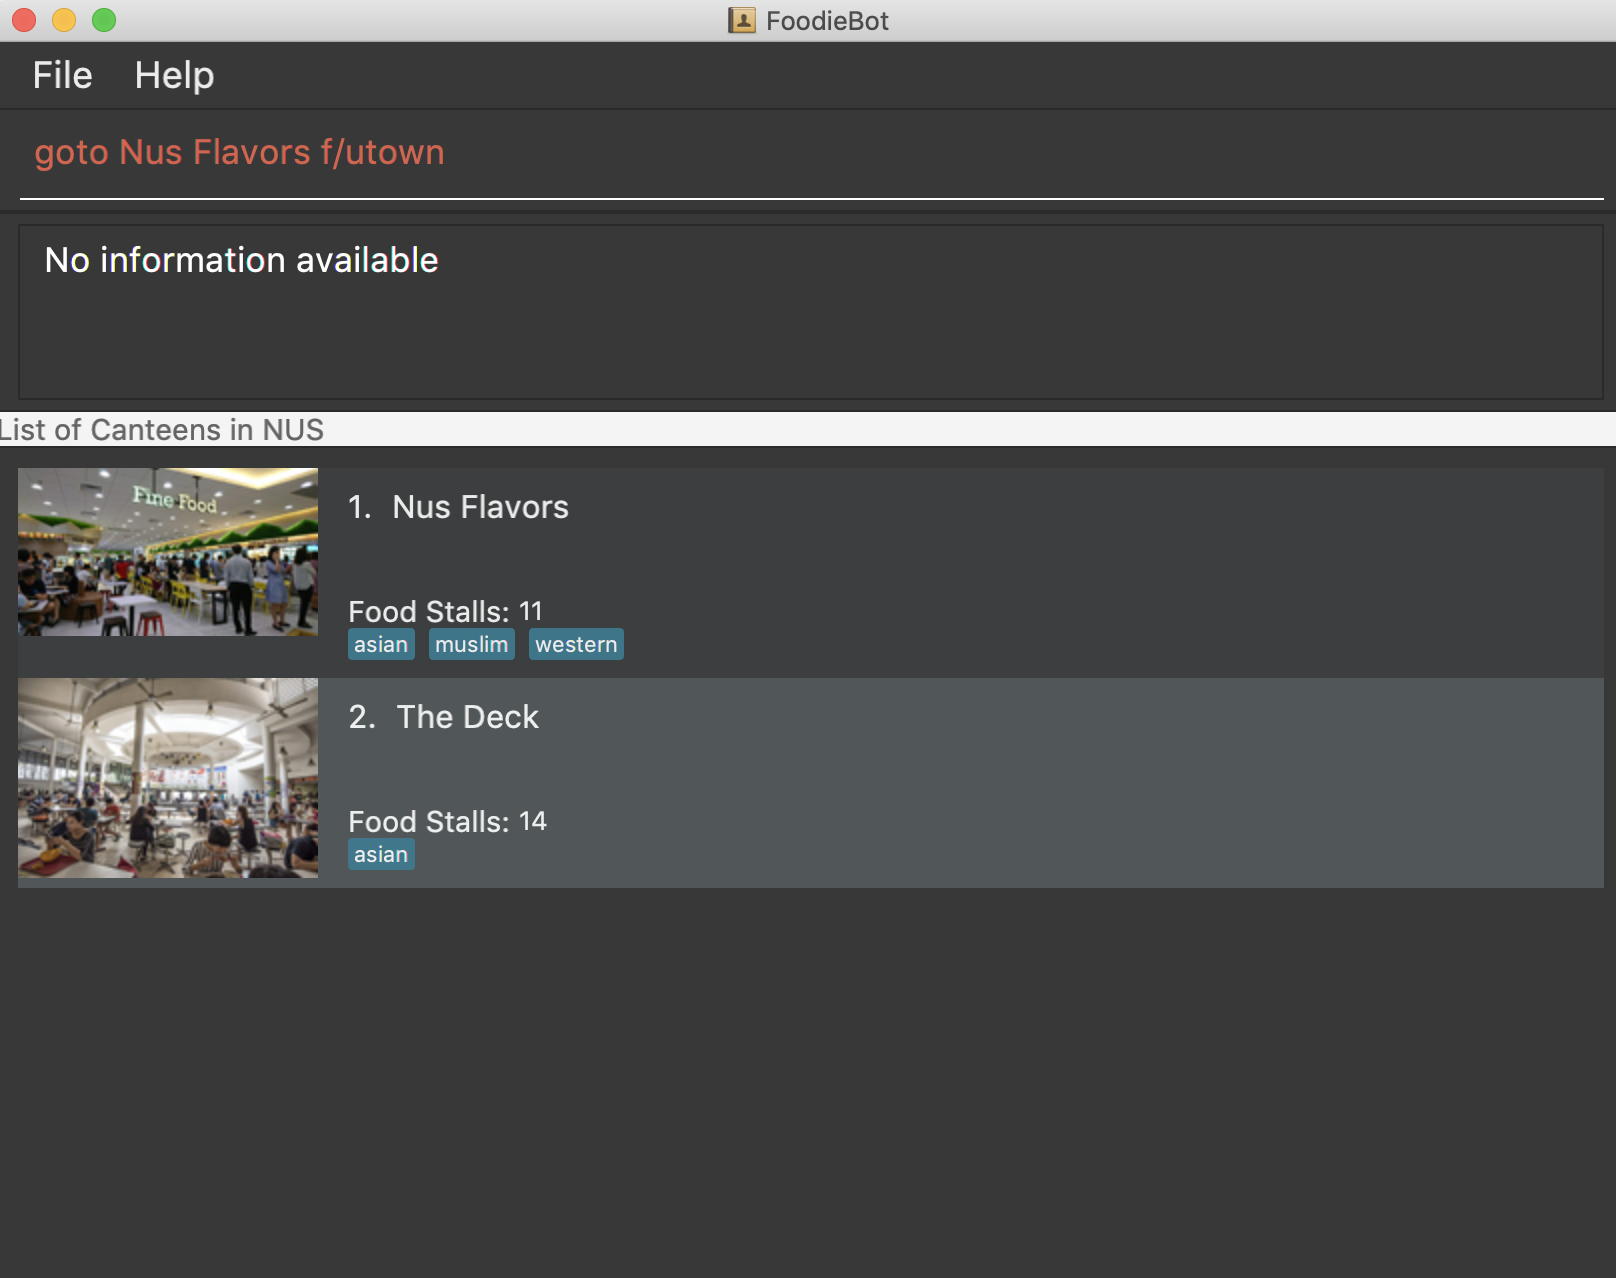 FoodieBot
File Help
goto Nus Flavors f/utown
No information available
List of Canteens in NUS
Fine Food
1. Nus Flavors
Food Stalls: 11
asian muslim western
2. The Deck
Food Stalls: 14
asian